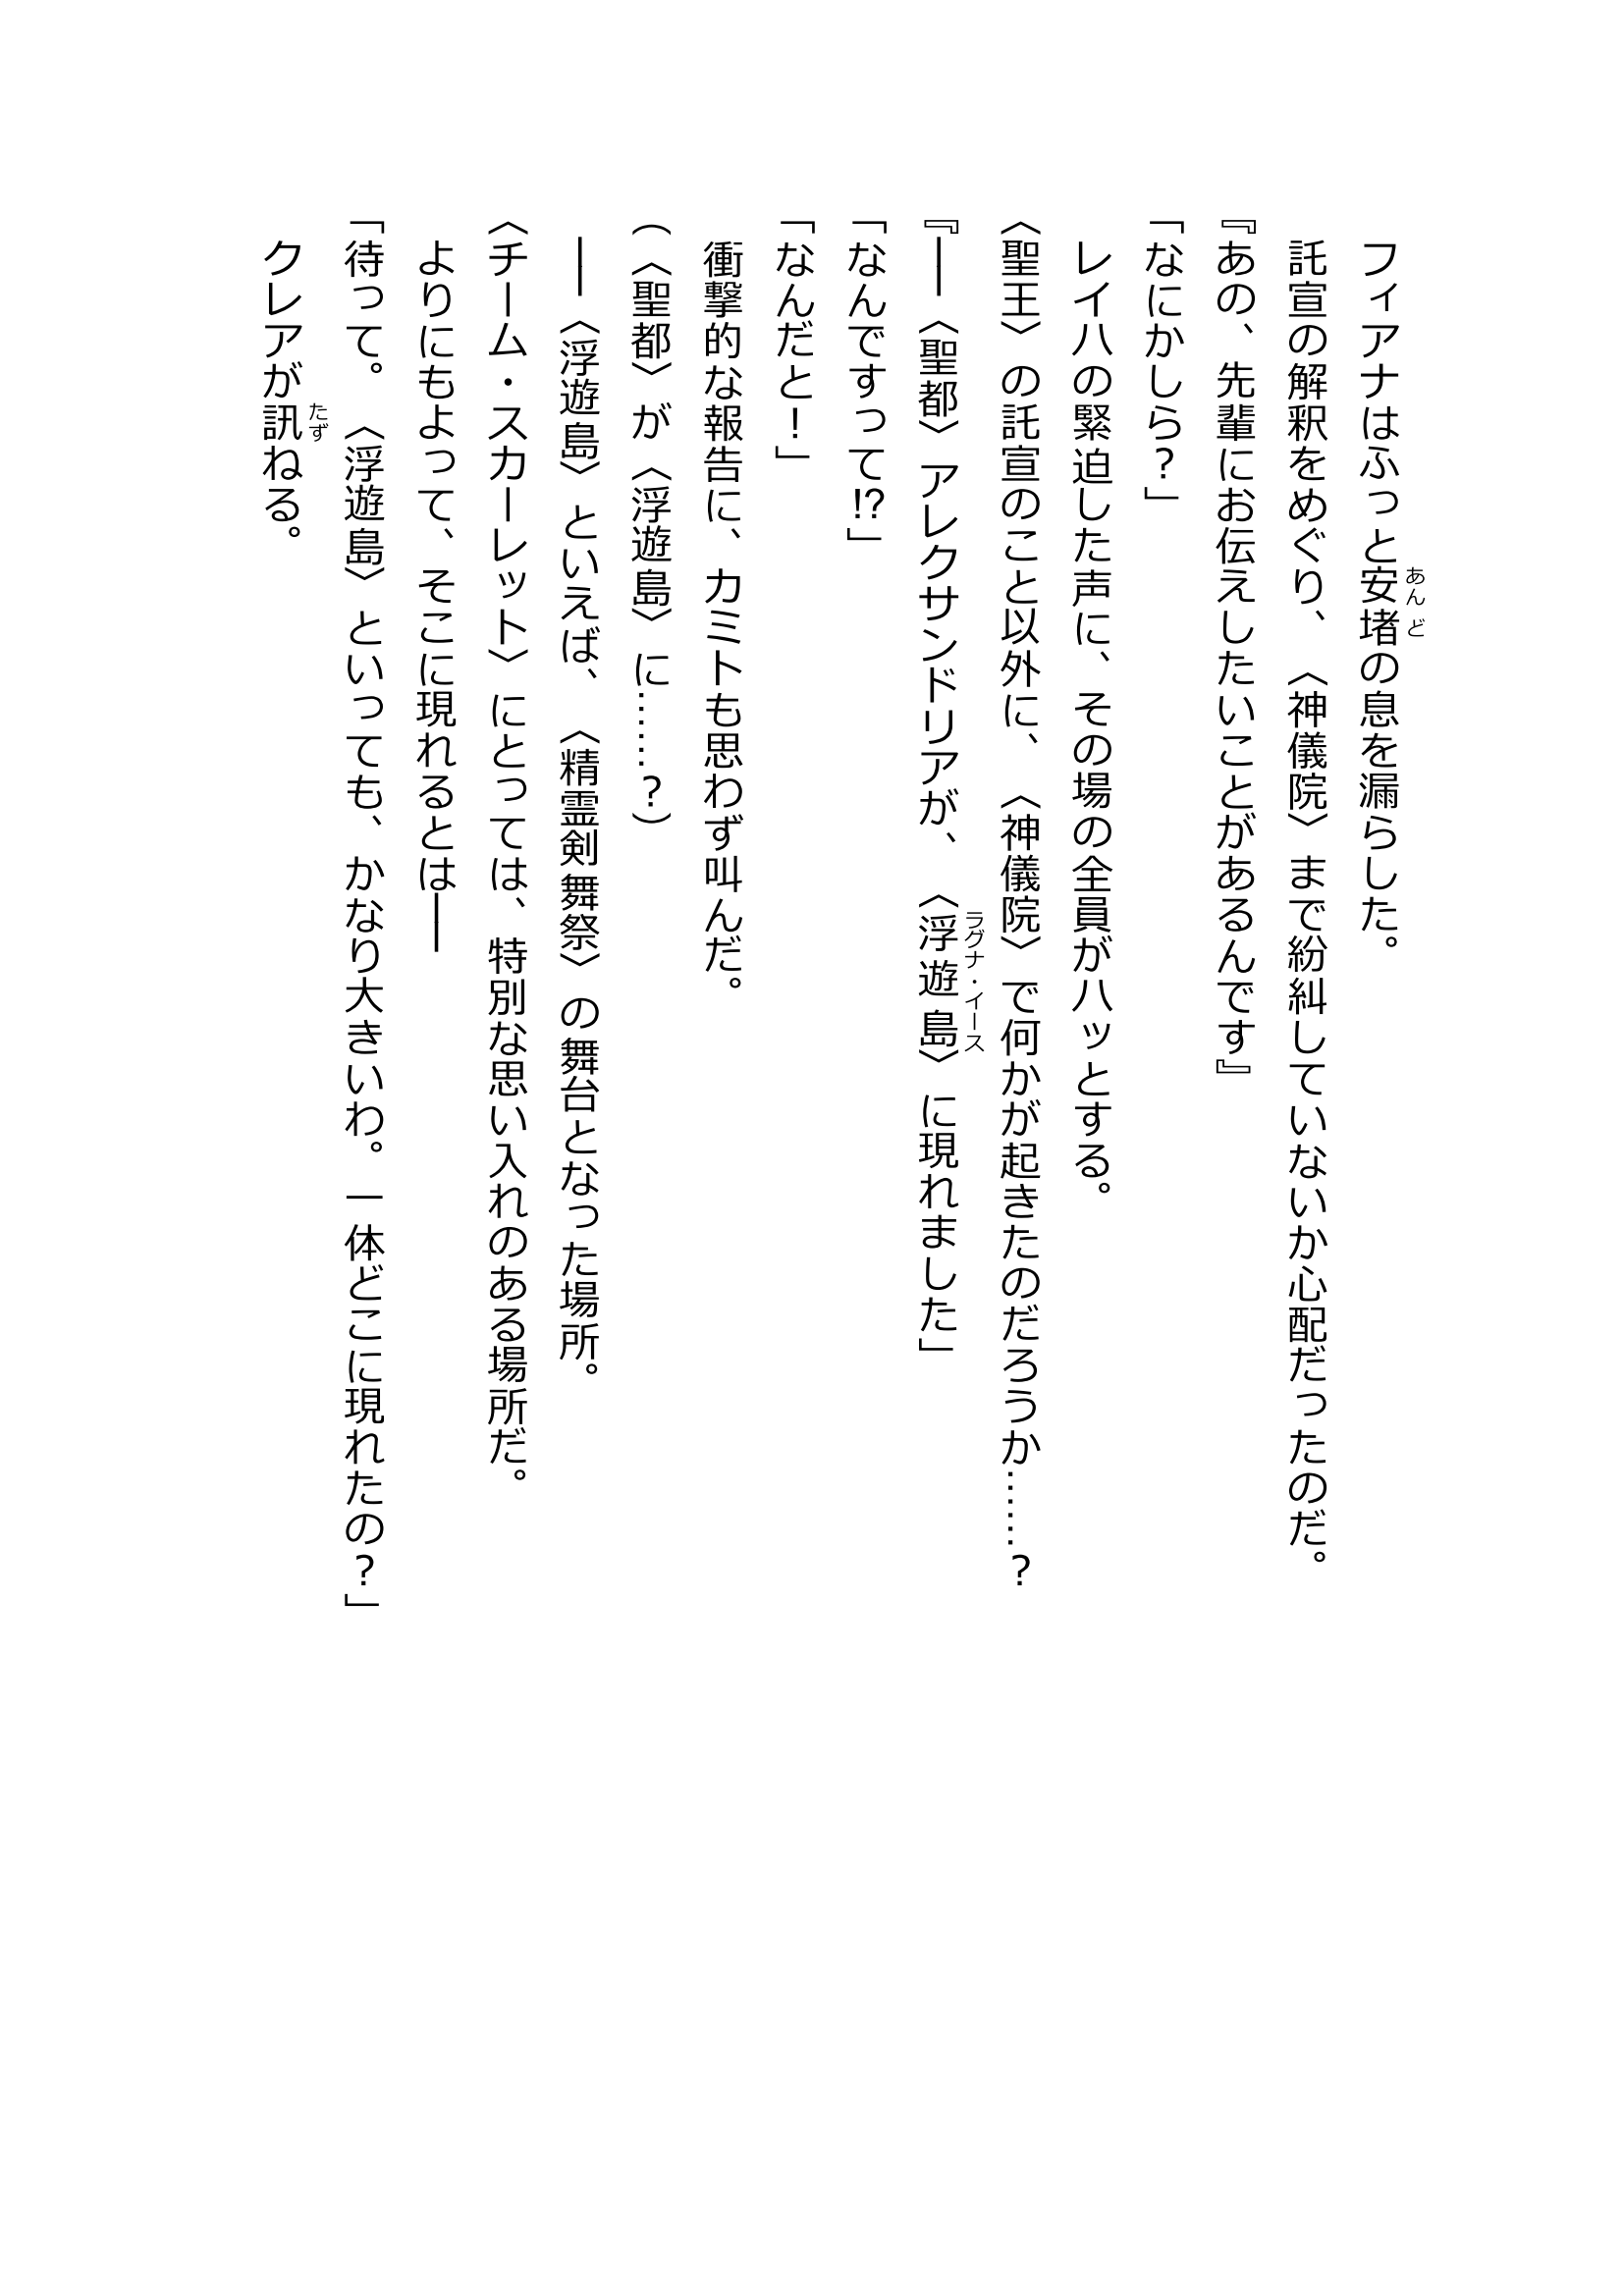 フィアナはふっと安堵の息を漏らした。
託宣の解釈をめぐり、〈神儀院〉まで紛糾していないか心配だったのだ。
『あの、先輩にお伝えしたいことがあるんです』
「なにかしら？」
レイハの緊迫した声に、その場の全員がハッとする。
〈聖王〉の託宣のこと以外に、〈神儀院〉で何かが起きたのだろうか……？
『――〈聖都〉アレクサンドリアが、〈浮遊島〉に現れました」
「なんですって⁉」
「なんだと！」
衝撃的な報告に、カミトも思わず叫んだ。
（〈聖都〉が〈浮遊島〉に……？）
――〈浮遊島〉といえば、〈精霊剣舞祭〉の舞台となった場所。
〈チーム・スカーレット〉にとっては、特別な思い入れのある場所だ。
よりにもよって、そこに現れるとは――
「待って。〈浮遊島〉といっても、かなり大きいわ。一体どこに現れたの？」
クレアが訊ねる。
あんど
ラグナ・イース
たず